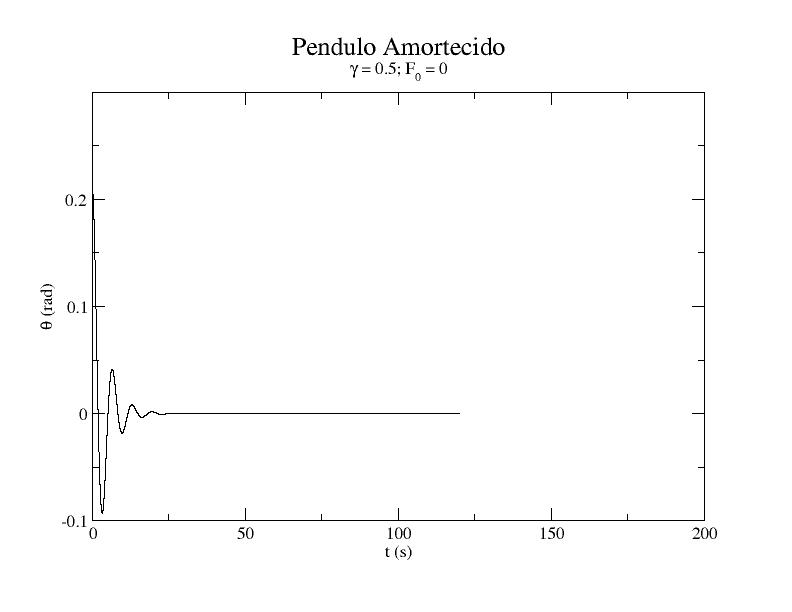 Pendulo Amortecido
γ = 0.5; F₀ = 0
0.2
0.1
0
-0.1
θ (rad)
0 50 100 150 200
t (s)